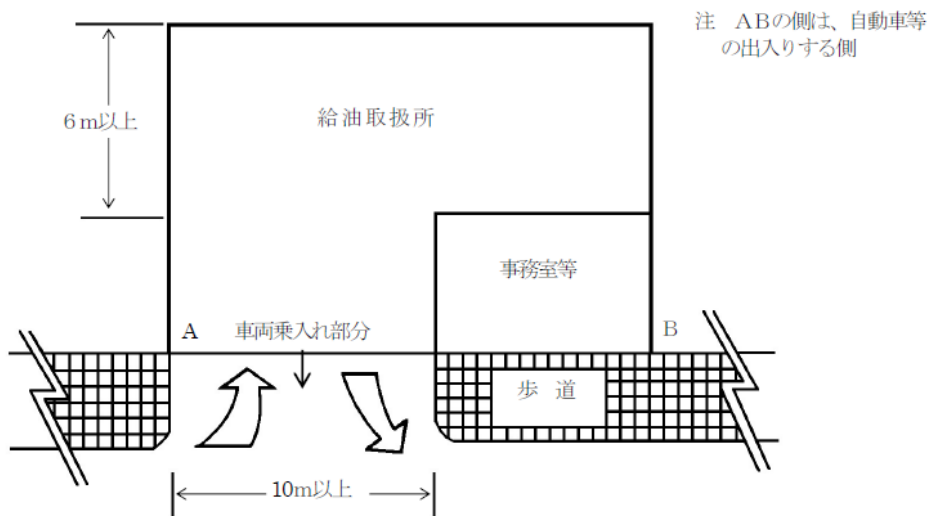 注 ABの側は、自動車等
の出入りする側
6m以上
給油取扱所
事務室等
A
車両乗入れ部分
B
歩 道
10m以上